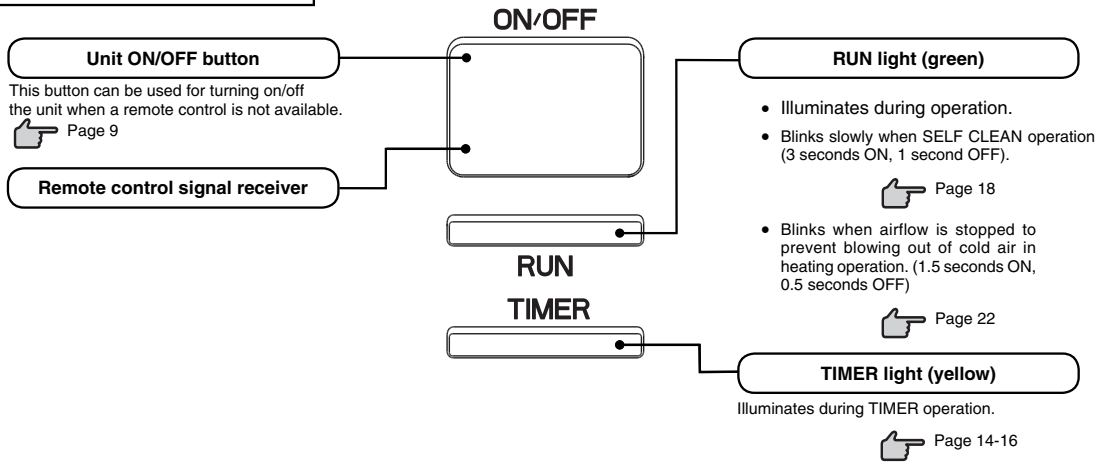 ON/OFF
Unit ON/OFF button
This button can be used for turning on/off
the unit when a remote control is not available.
Page 9
Remote control signal receiver
RUN
TIMER
RUN light (green)
• Illuminates during operation.
• Blinks slowly when SELF CLEAN operation
(3 seconds ON, 1 second OFF).
Page 18
• Blinks when airflow is stopped to
prevent blowing out of cold air in
heating operation. (1.5 seconds ON,
0.5 seconds OFF)
Page 22
TIMER light (yellow)
Illuminates during TIMER operation.
Page 14-16